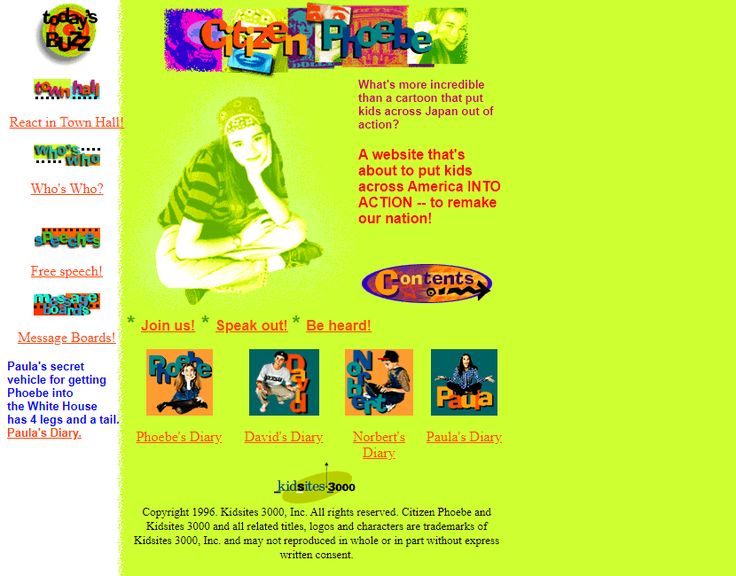 today's
BUZZ
town hall
React in Town Hall!
who's
who
Who's Who?
speeches
Free speech!
message
boards
Message Boards!
Paula's secret
vehicle for getting
Phoebe into
the White House
has 4 legs and a tail.
Paula's Diary.
Citizen Phoebe
What's more incredible
than a cartoon that put
kids across Japan out of
action?
A website that's
about to put kids
across America INTO
ACTION -- to remake
our nation!
Contents
* Join us! * Speak out! * Be heard!
Phoebe
David
Norbert
Paula
Phoebe's Diary
David's Diary
Norbert's
Diary
Paula's Diary
kidsites·3000
Copyright 1996. Kidsites 3000, Inc. All rights reserved. Citizen Phoebe and
Kidsites 3000 and all related titles, logos and characters are trademarks of
Kidsites 3000, Inc. and may not reproduced in whole or in part without express
written consent.